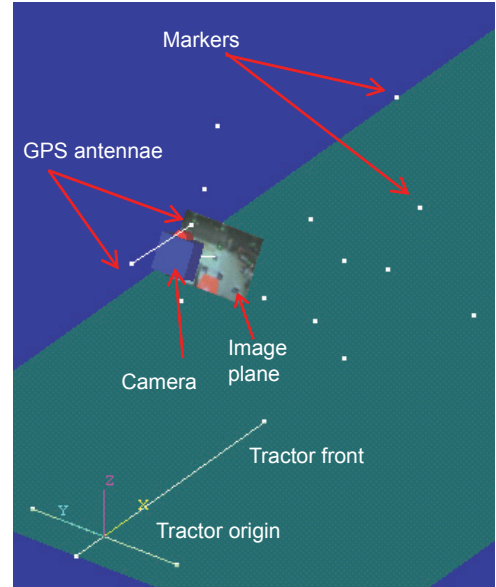 Markers
GPS antennae
Image
plane
Camera
Tractor front
Z
Y
X
Tractor origin